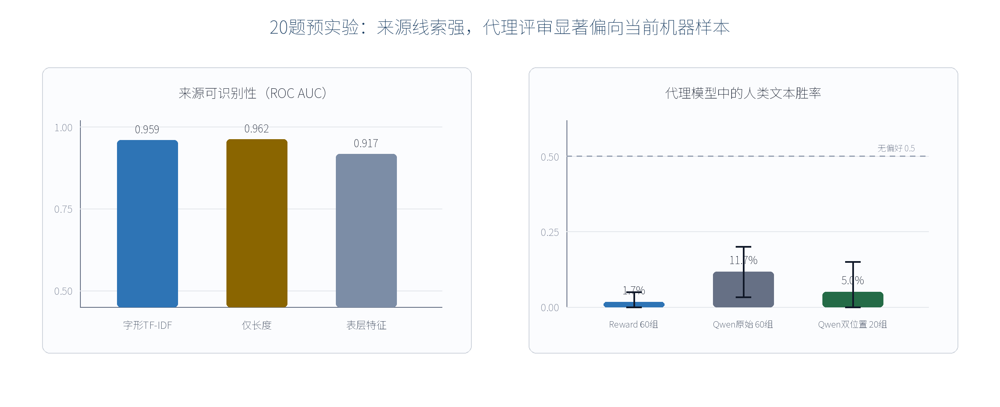 20题预实验：来源线索强，代理评审显著偏向当前机器样本
来源可识别性（ROC AUC）
1.00
0.75
0.50
0.959
0.962
0.917
字形TF-IDF
仅长度
表层特征
代理模型中的人类文本胜率
0.50
0.25
0.00
无偏好 0.5
1.7%
11.7%
5.0%
Reward 60组
Qwen原始 60组
Qwen双位置 20组